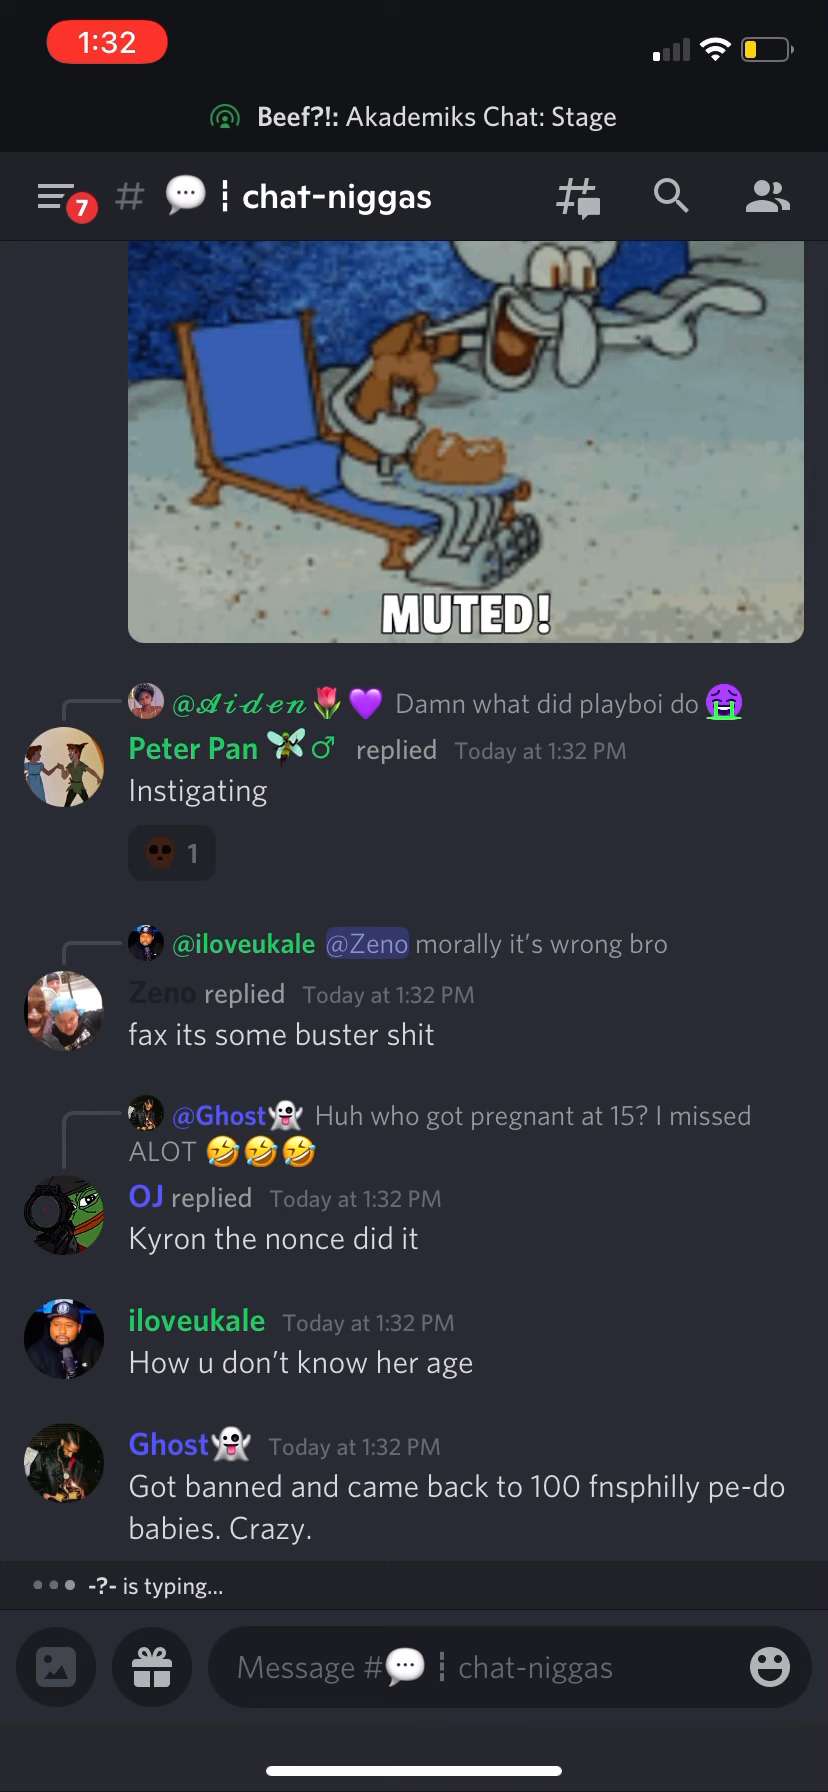 1:32
Beef?!: Akademiks Chat: Stage
7 # 💬 ┇ chat-niggas
MUTED!
@𝓐𝓲𝓭𝓮𝓷🌷💜 Damn what did playboi do
Peter Pan ♂ replied Today at 1:32 PM
Instigating
1
@iloveukale @Zeno morally it's wrong bro
Zeno replied Today at 1:32 PM
fax its some buster shit
@Ghost👻 Huh who got pregnant at 15? I missed
ALOT 🤣🤣🤣
OJ replied Today at 1:32 PM
Kyron the nonce did it
iloveukale Today at 1:32 PM
How u don't know her age
Ghost👻 Today at 1:32 PM
Got banned and came back to 100 fnsphilly pe-do
babies. Crazy.
-?- is typing...
Message #💬 ┇ chat-niggas